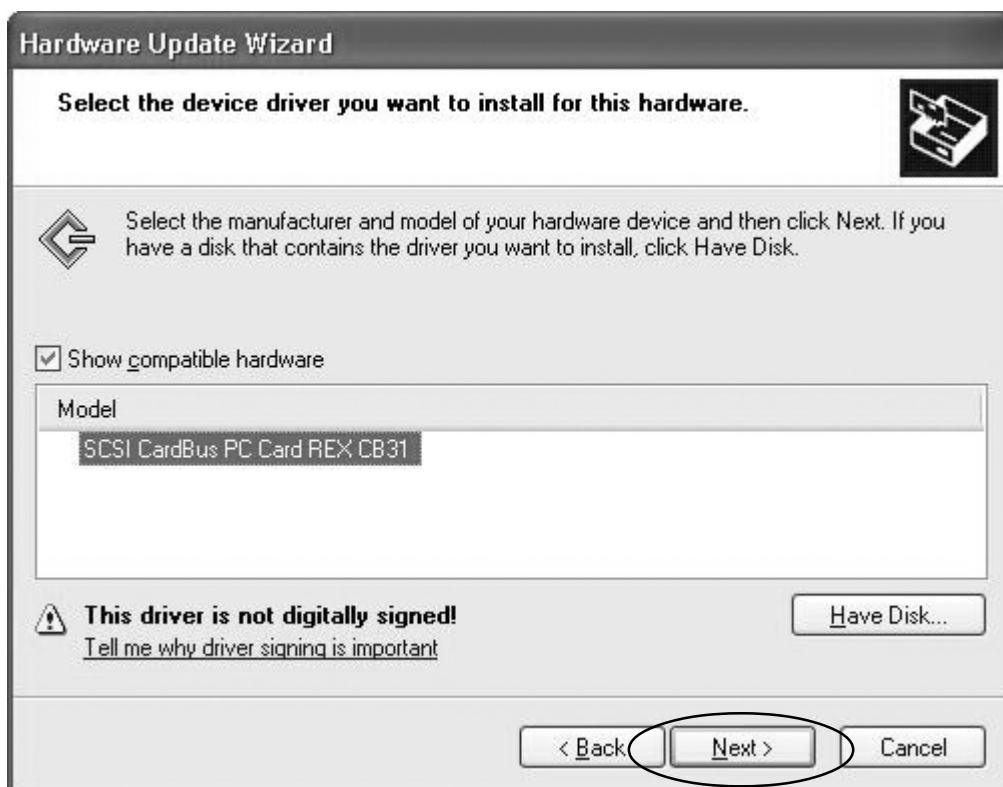 Hardware Update Wizard
Select the device driver you want to install for this hardware.
Select the manufacturer and model of your hardware device and then click Next. If you
have a disk that contains the driver you want to install, click Have Disk.
Show compatible hardware
Model
SCSI CardBus PC Card REX CB31
This driver is not digitally signed!
Have Disk...
Tell me why driver signing is important
< Back
Next >
Cancel